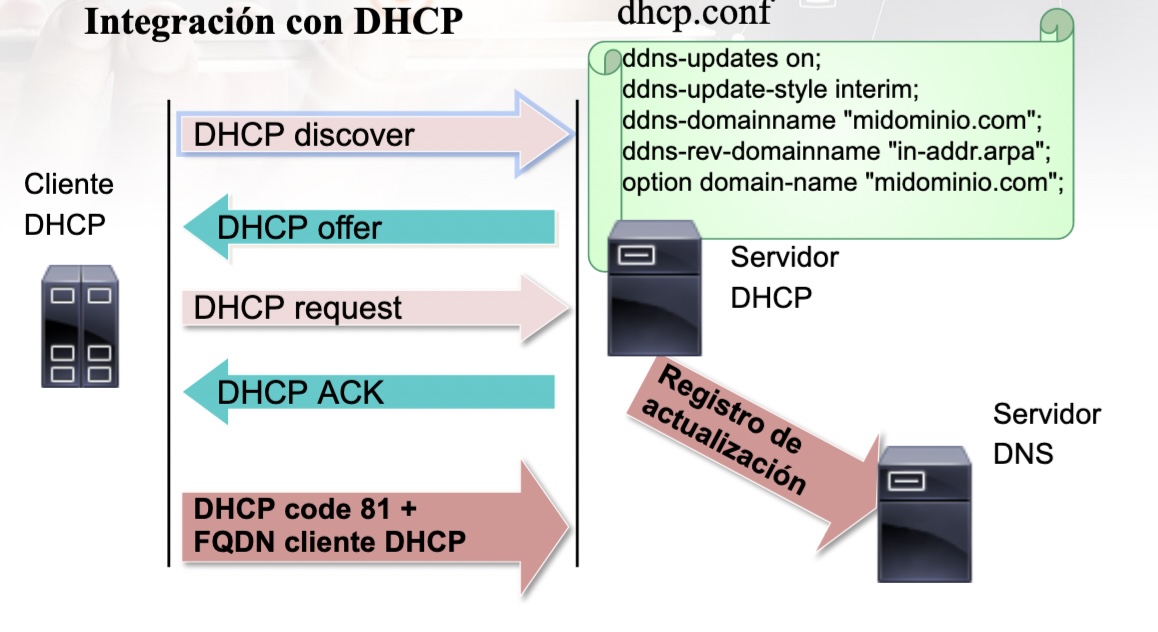 Integración con DHCP
dhcp.conf
ddns-updates on;
ddns-update-style interim;
ddns-domainname "midominio.com";
ddns-rev-domainname "in-addr.arpa";
option domain-name "midominio.com";
Cliente
DHCP
DHCP discover
DHCP offer
DHCP request
DHCP ACK
DHCP code 81 +
FQDN cliente DHCP
Servidor
DHCP
Registro de
actualización
Servidor
DNS